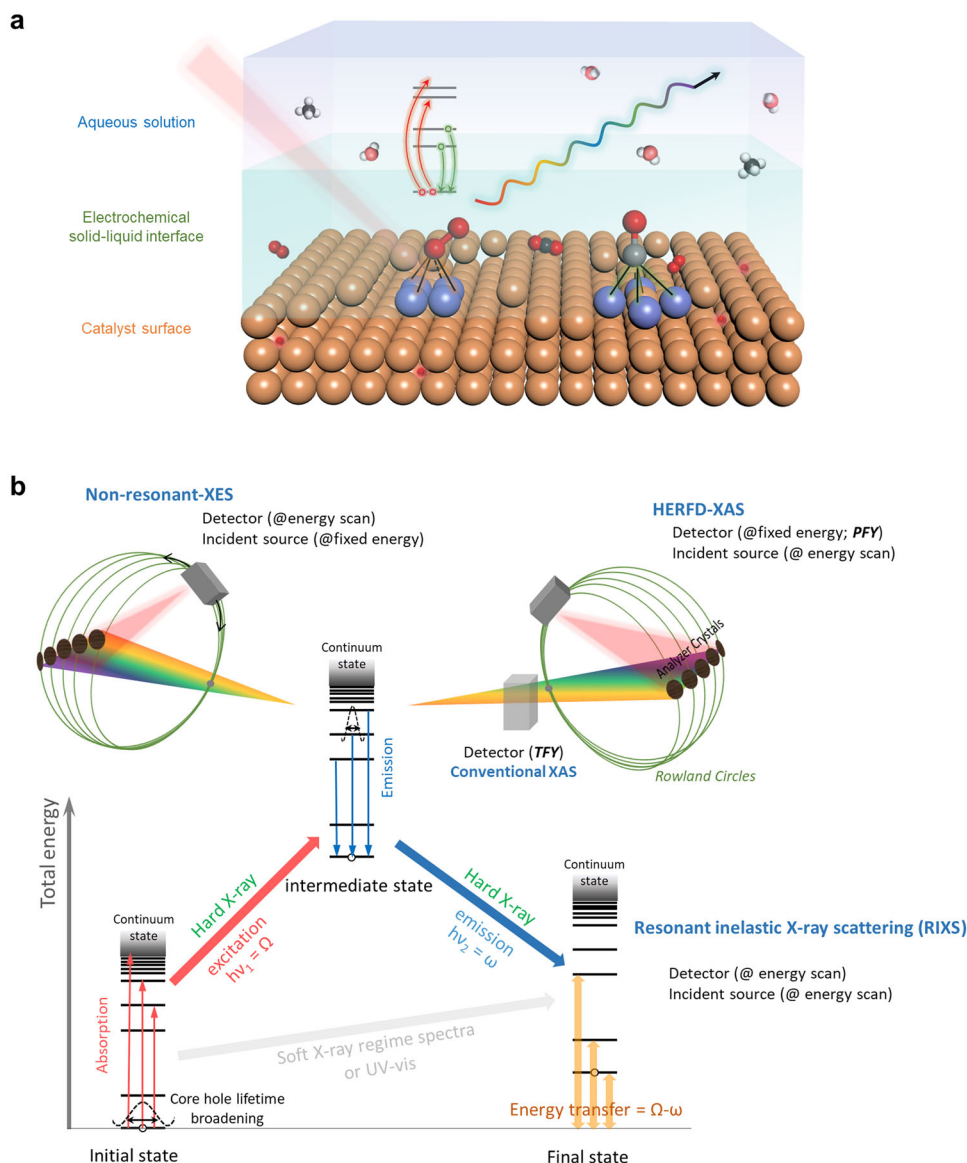 a
Aqueous solution
Electrochemical
solid-liquid interface
Catalyst surface
b
Non-resonant-XES
Detector (@energy scan)
Incident source (@fixed energy)
HERFD-XAS
Detector (@fixed energy; PFY)
Incident source (@ energy scan)
Analyzer Crystals
Continuum
state
Emission
Detector (TFY)
Conventional XAS
Rowland Circles
Total energy
intermediate state
Hard X-ray
excitation
hν₁ = Ω
Hard X-ray
emission
hν₂ = ω
Continuum
state
Resonant inelastic X-ray scattering (RIXS)
Detector (@ energy scan)
Incident source (@ energy scan)
Continuum
state
Absorption
Soft X-ray regime spectra
or UV-vis
Core hole lifetime
broadening
Energy transfer = Ω-ω
Initial state
Final state